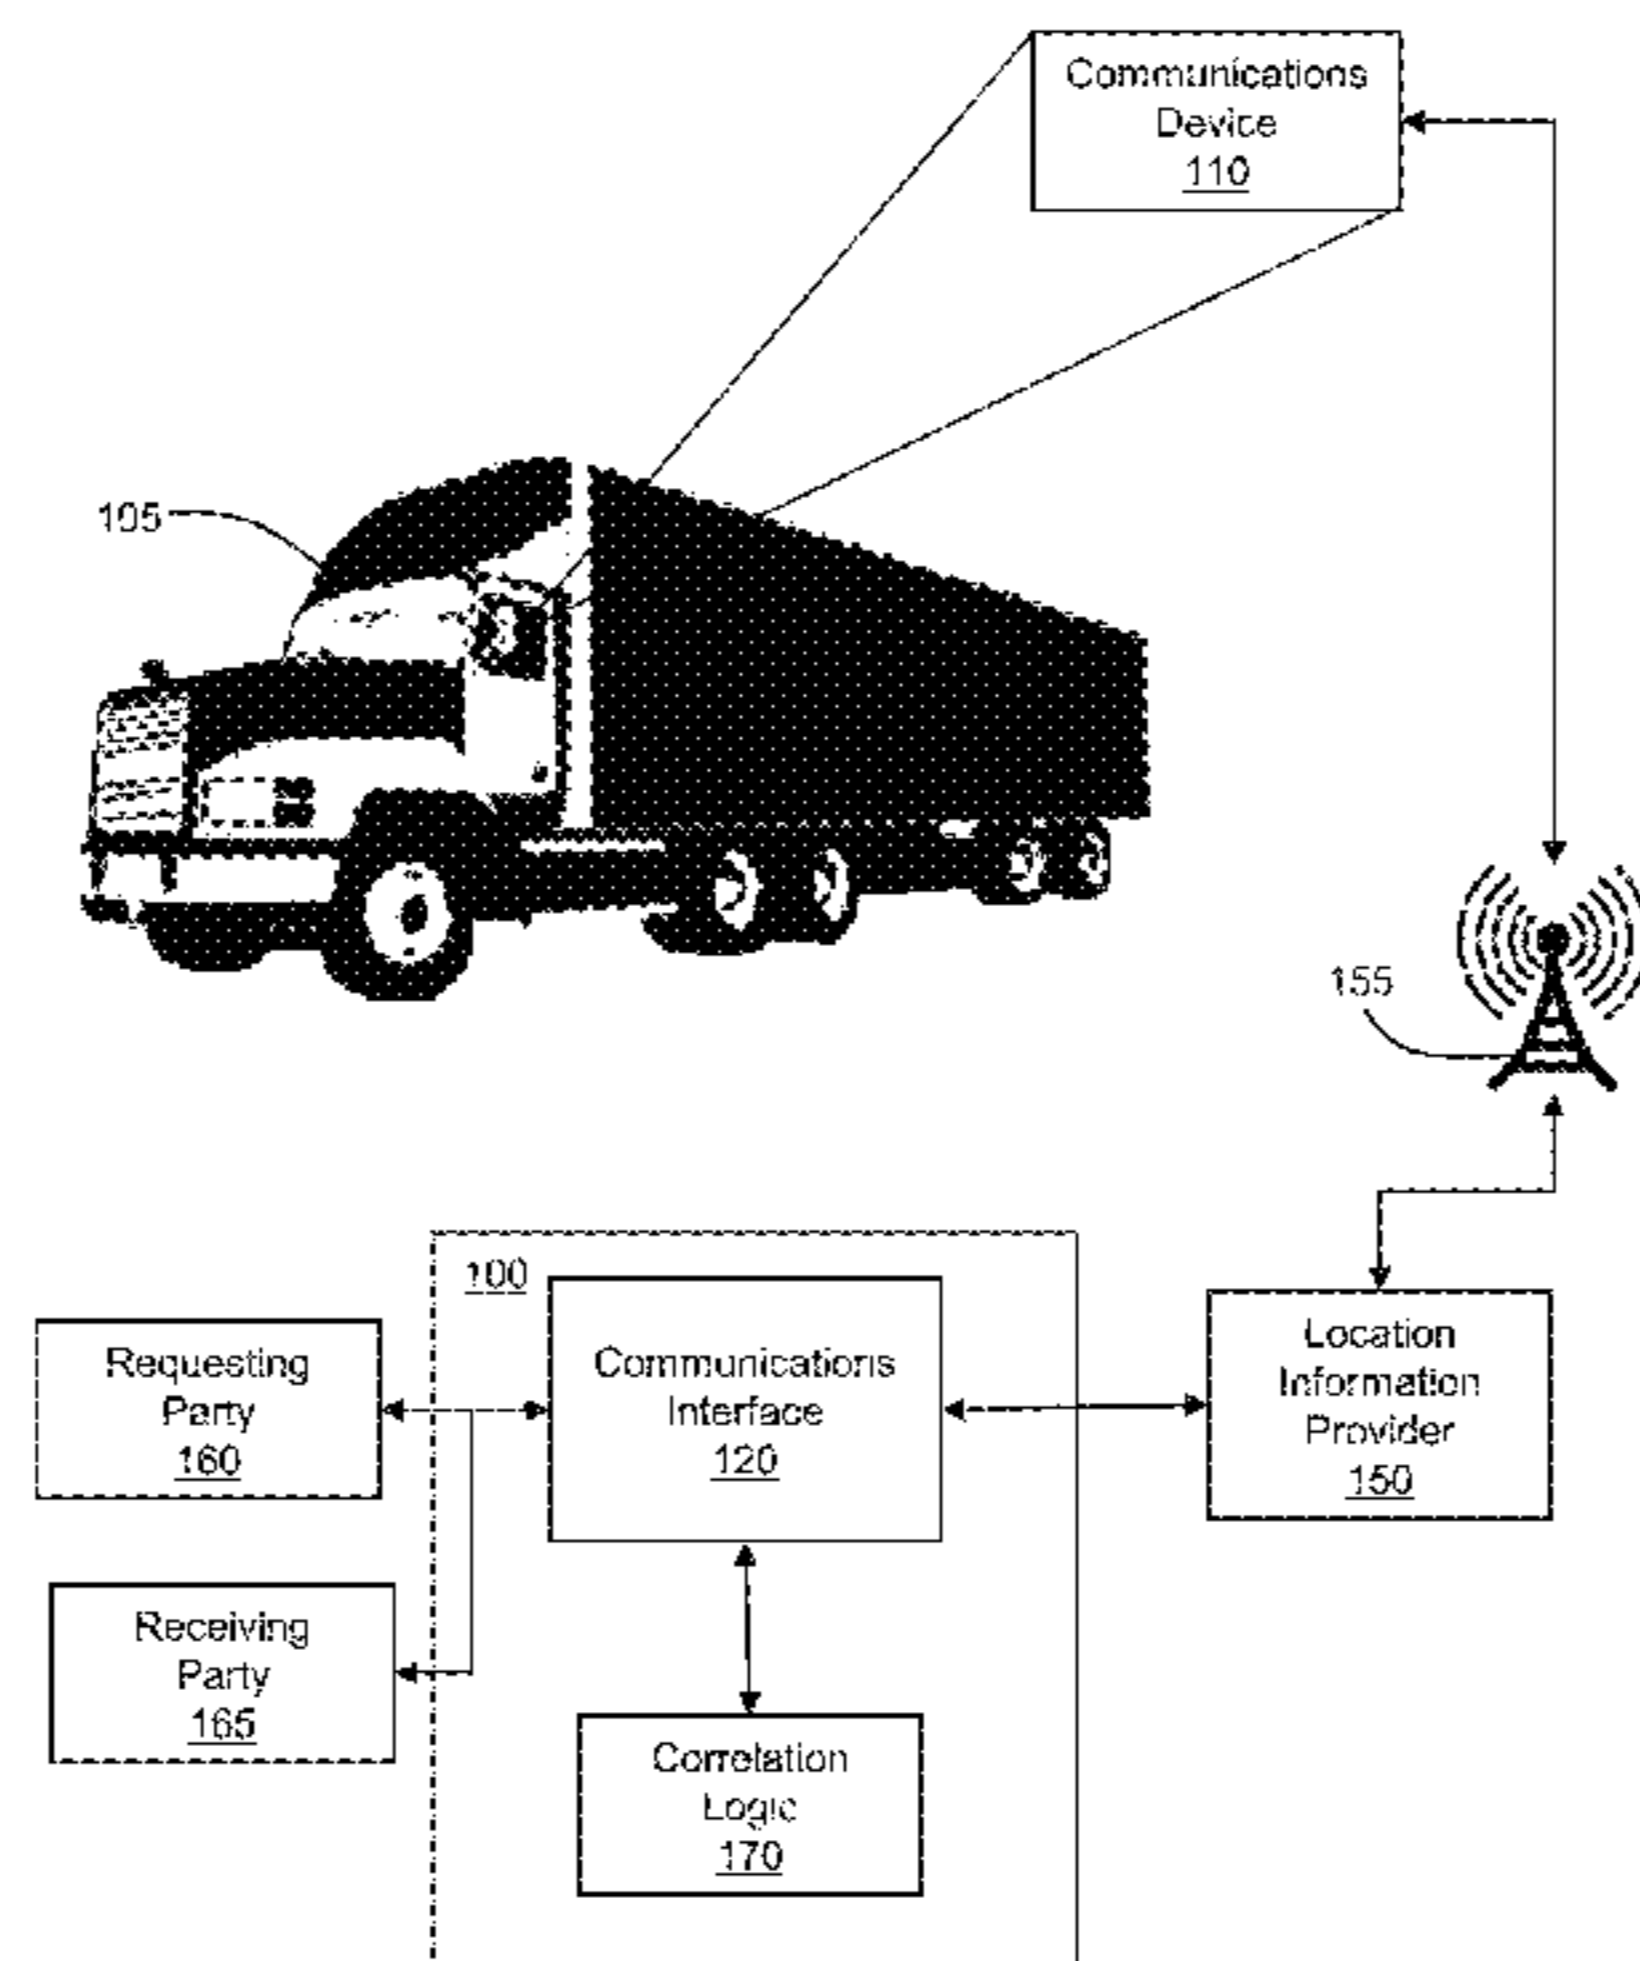 Communications
Device
110
105
155
100
Requesting
Party
160
Communications
Interface
120
Location
Information
Provider
150
Receiving
Party
165
Correlation
Logic
170